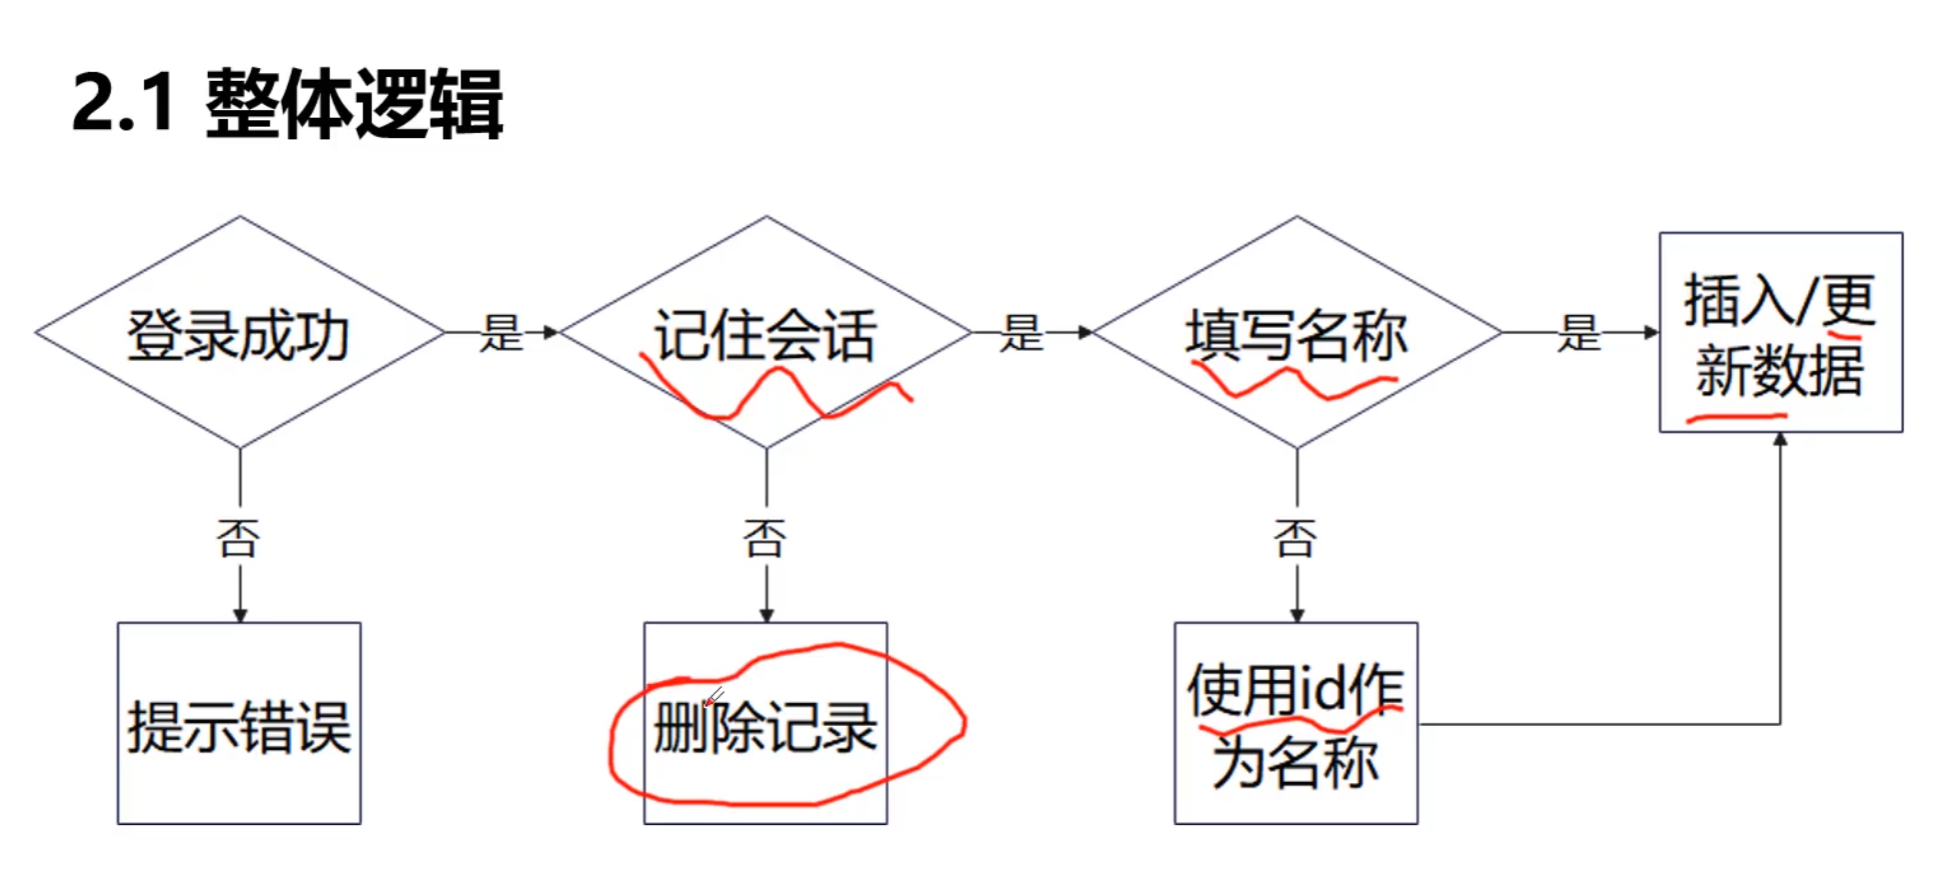 2.1 整体逻辑
登录成功
是
记住会话
是
填写名称
是
插入/更
新数据
否
否
否
提示错误
删除记录
使用id作
为名称